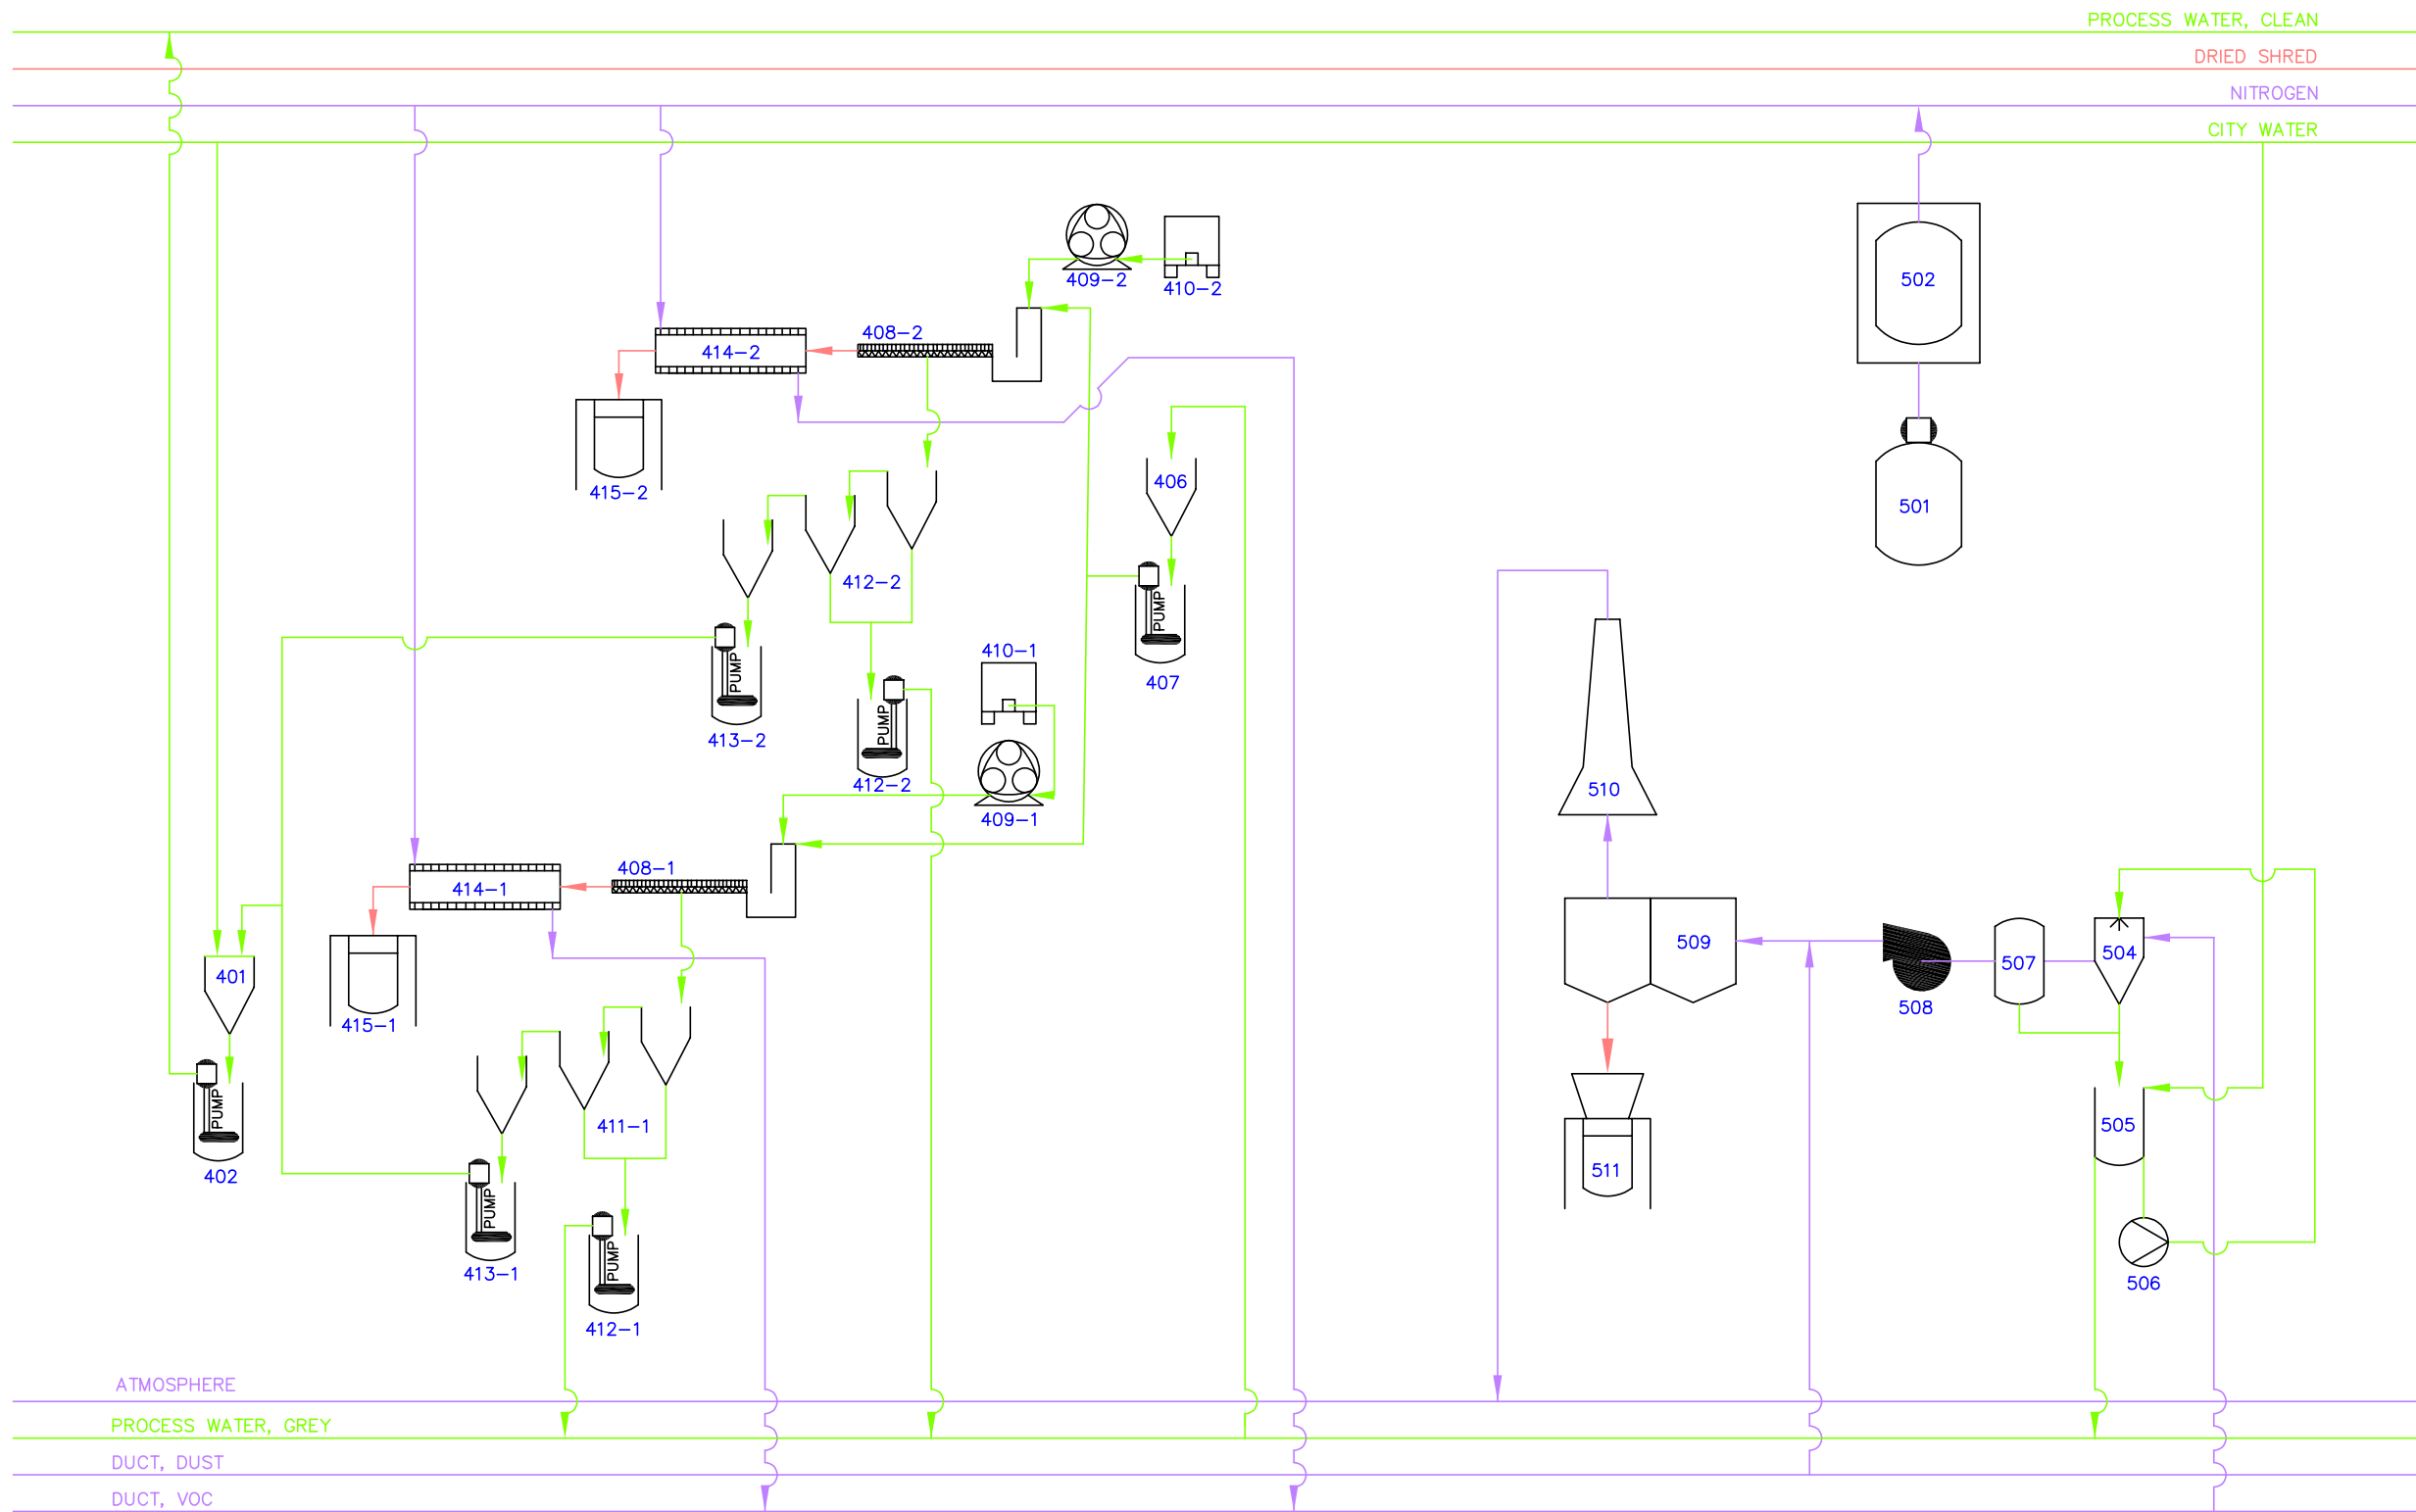 PROCESS WATER, CLEAN
DRIED SHRED
NITROGEN
CITY WATER
409-2
410-2
502
408-2
414-2
406
415-2
501
412-2
PUMP
410-1
PUMP
407
PUMP
413-2
412-2
510
409-1
408-1
414-1
509
504
507
401
508
415-1
PUMP
411-1
505
402
511
PUMP
413-1
PUMP
506
412-1
ATMOSPHERE
PROCESS WATER, GREY
DUCT, DUST
DUCT, VOC